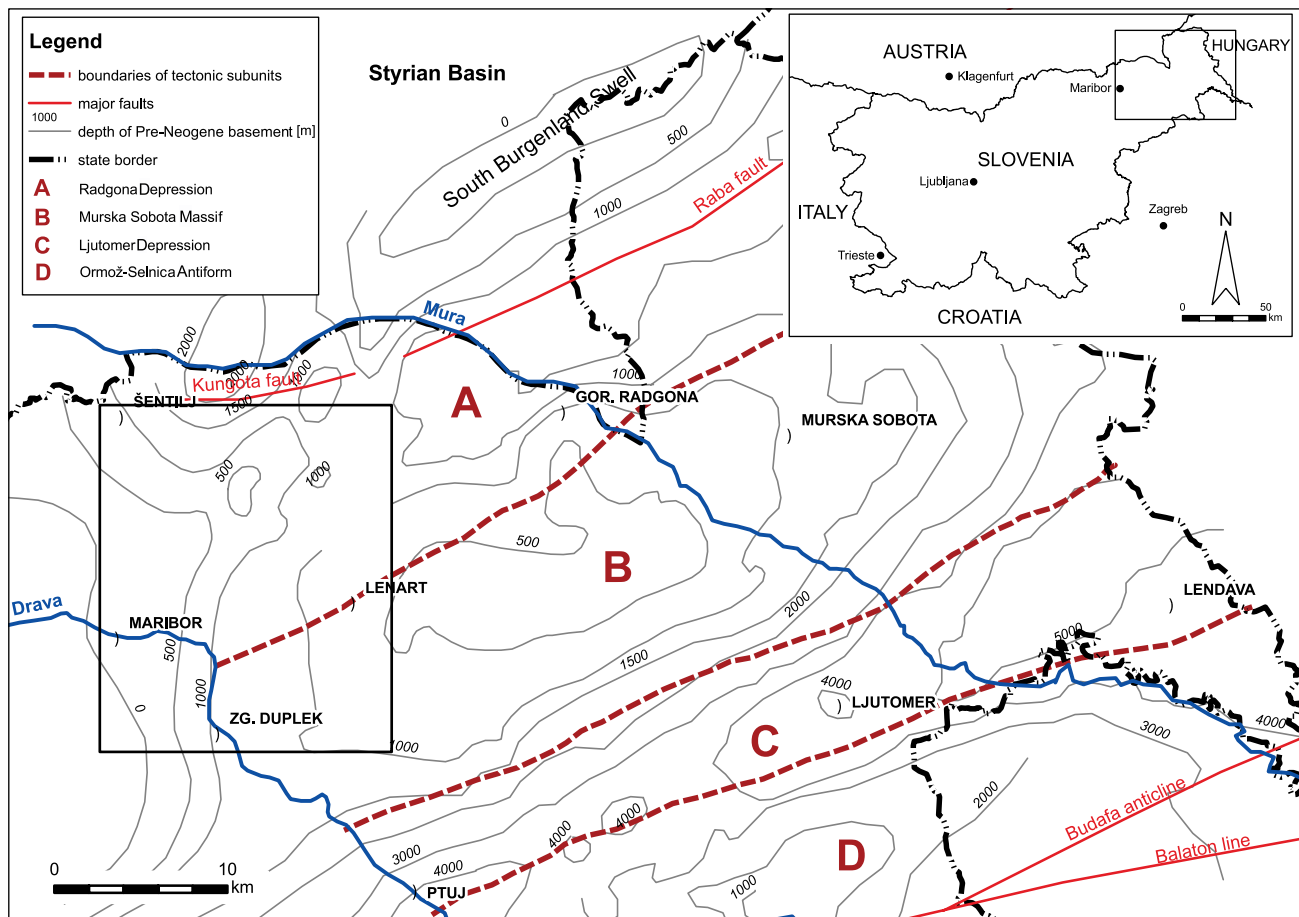 Legend
boundaries of tectonic subunits
major faults
1000
depth of Pre-Neogene basement [m]
state border
A Radgona Depression
B Murska Sobota Massif
C Ljutomer Depression
D Ormož-Selnica Antiform
Styrian Basin
South Burgenland Swell
0
500
1000
Raba fault
AUSTRIA
HUNGARY
Klagenfurt
Maribor
SLOVENIA
Ljubljana
ITALY
Zagreb
N
Trieste
CROATIA
0 50
km
Mura
2000
1000
Kungota fault
1500
ŠENTILJ
A
1000
GOR. RADGONA
MURSKA SOBOTA
500
1000
500
B
LENART
Drava
MARIBOR
500
1000
0
ZG. DUPLEK
1000
1500
2000
LENDAVA
5000
4000
LJUTOMER
C
3000
4000
2000
Budafa anticline
Balaton line
4000
4000
3000
4000
D
1000
PTUJ
0 10
km